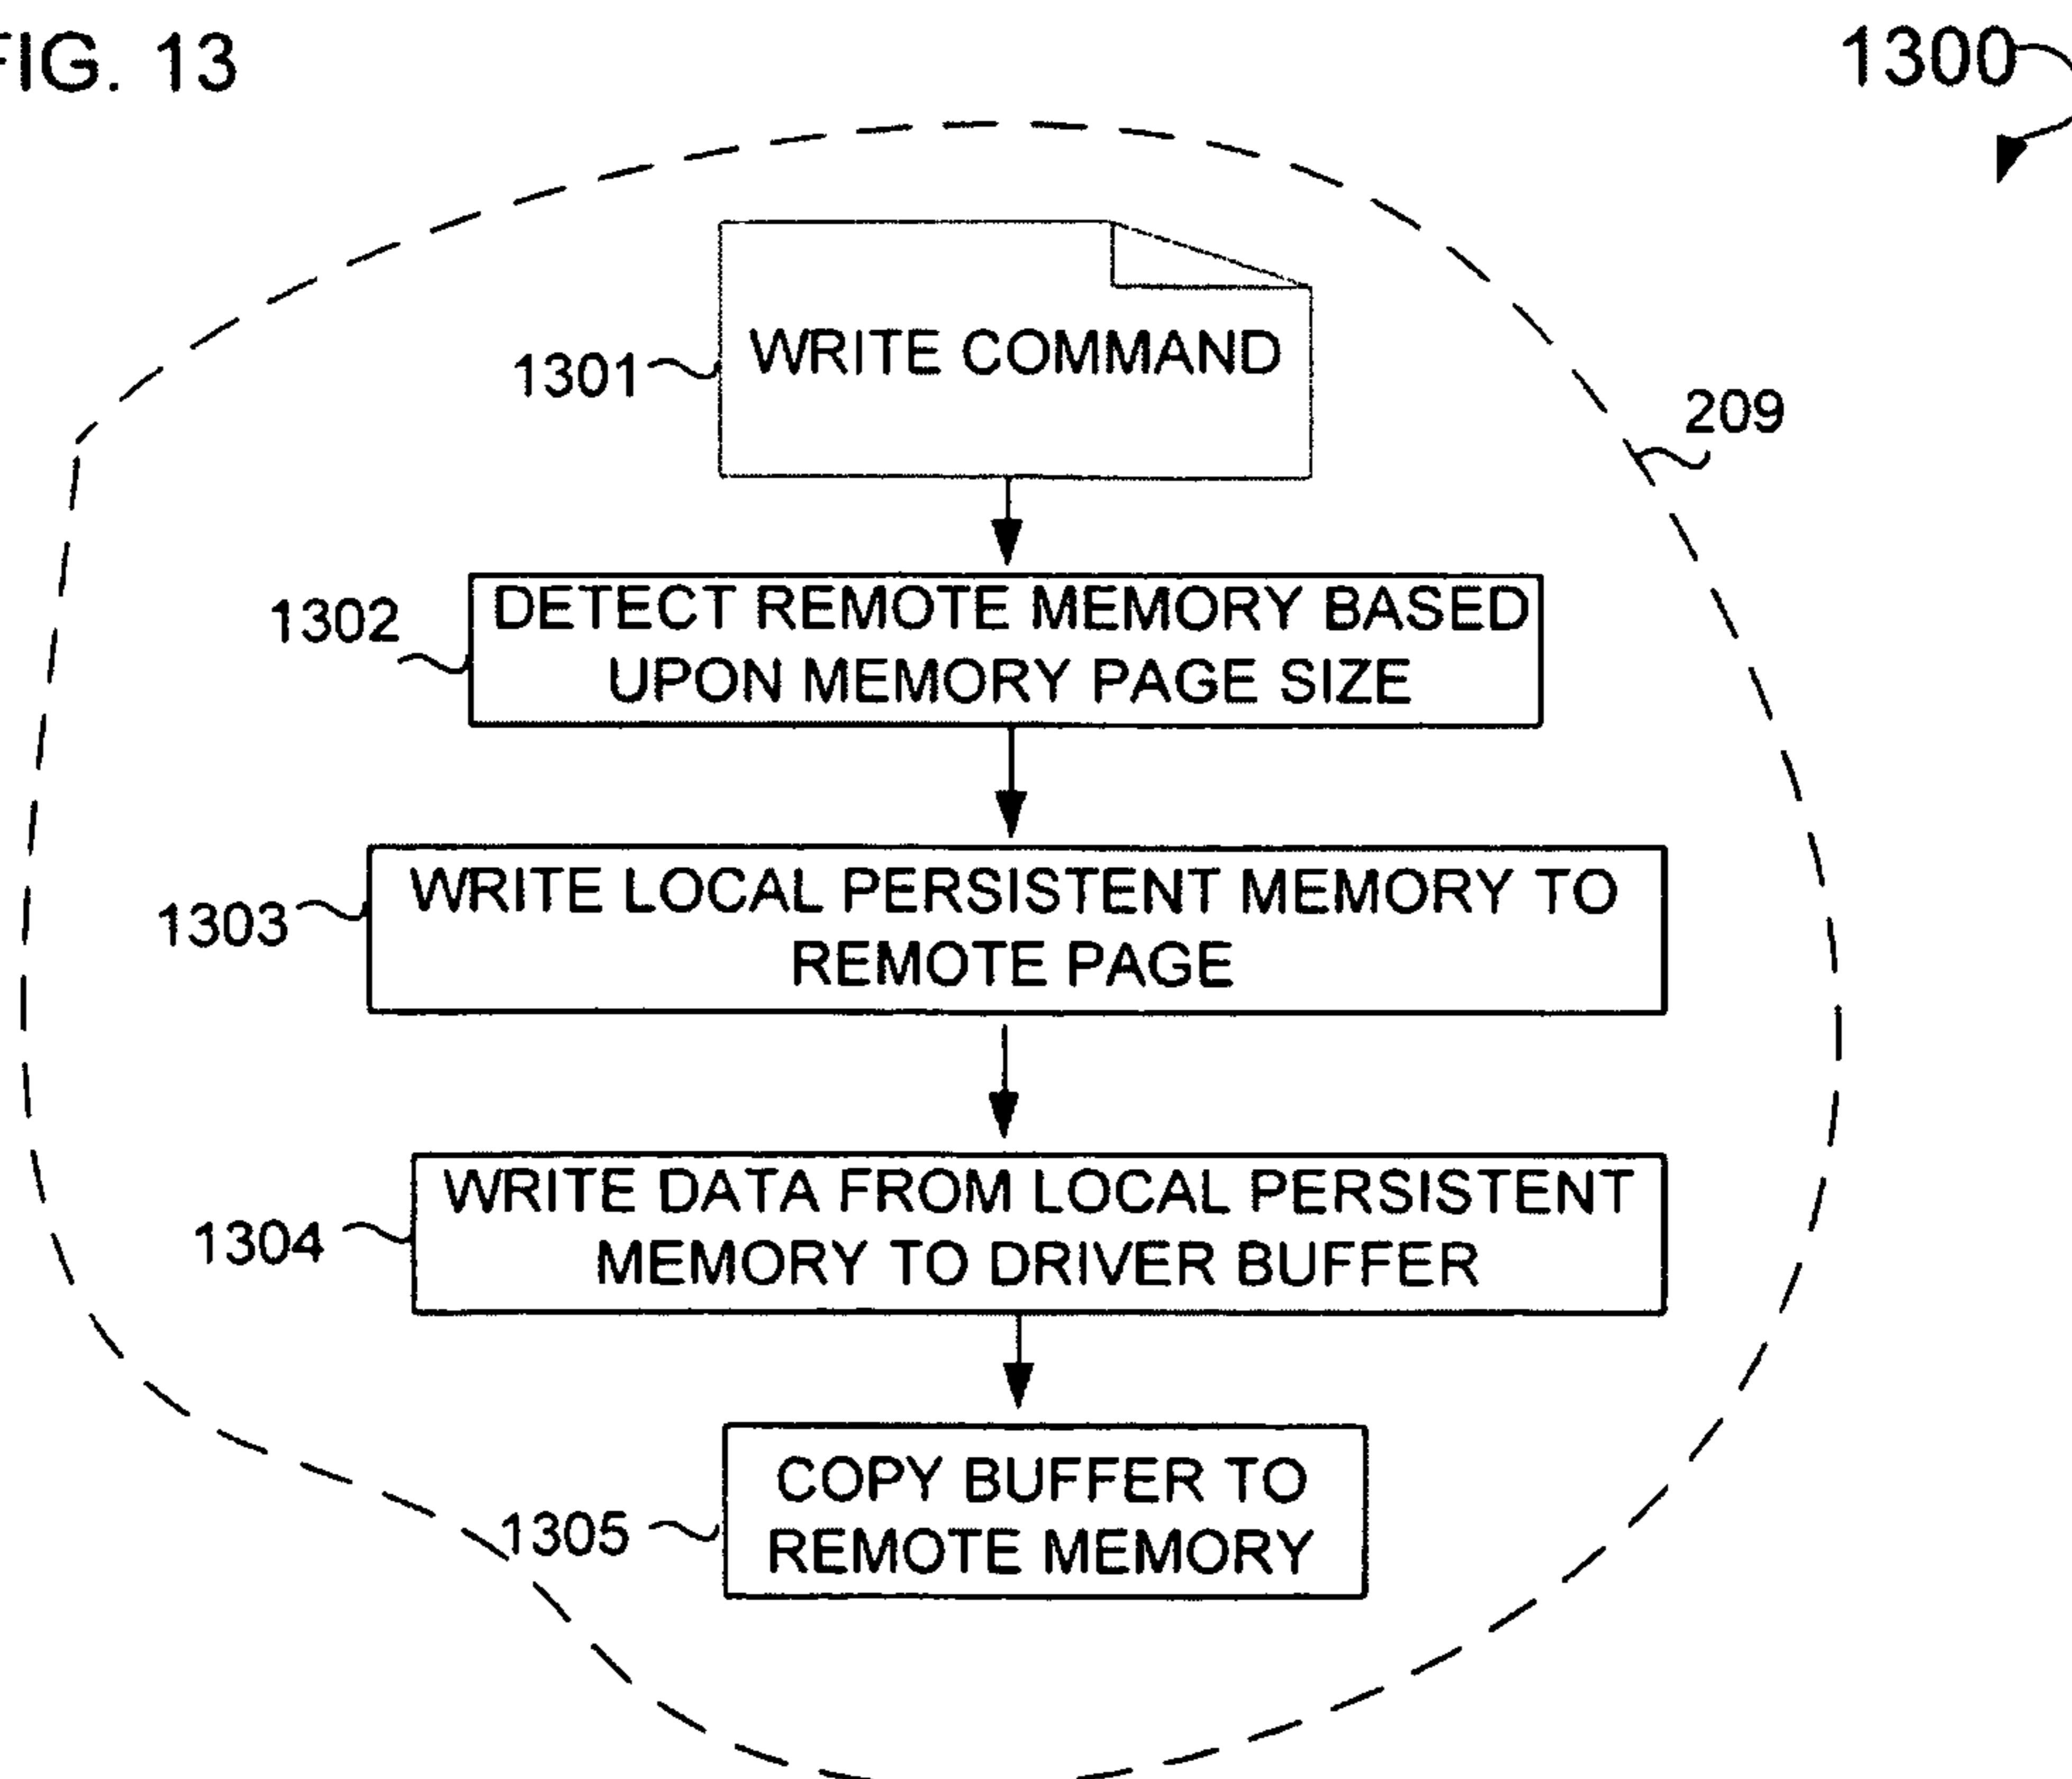 FIG. 13
1300
WRITE COMMAND
1301
209
DETECT REMOTE MEMORY BASED
UPON MEMORY PAGE SIZE
1302
WRITE LOCAL PERSISTENT MEMORY TO
REMOTE PAGE
1303
WRITE DATA FROM LOCAL PERSISTENT
MEMORY TO DRIVER BUFFER
1304
COPY BUFFER TO
REMOTE MEMORY
1305